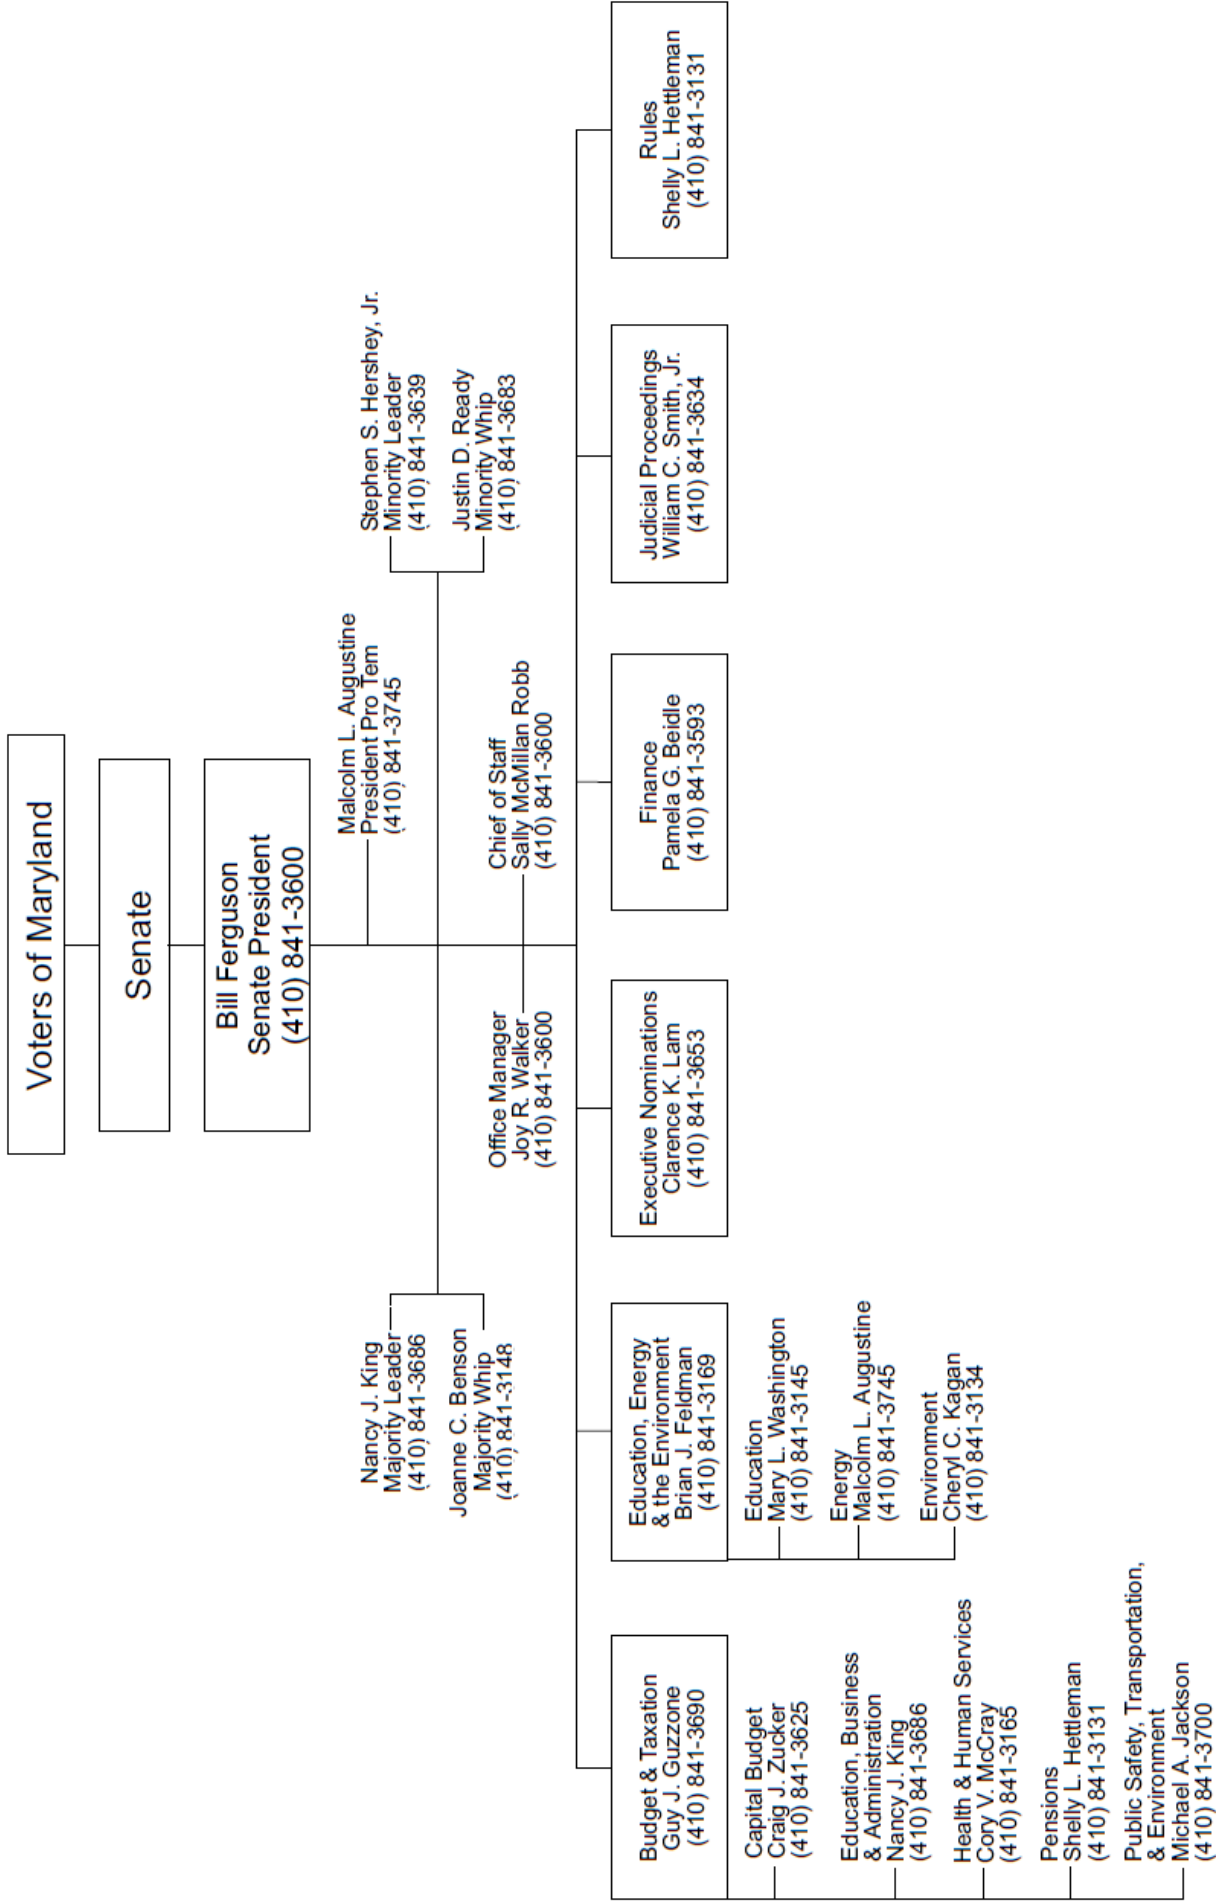 Voters of Maryland
Senate
Bill Ferguson
Senate President
(410) 841-3600
Malcolm L. Augustine
President Pro Tem
(410) 841-3745
Nancy J. King
Majority Leader
(410) 841-3686
Joanne C. Benson
Majority Whip
(410) 841-3148
Stephen S. Hershey, Jr.
Minority Leader
(410) 841-3639
Justin D. Ready
Minority Whip
(410) 841-3683
Office Manager
Joy R. Walker
(410) 841-3600
Chief of Staff
Sally McMillan Robb
(410) 841-3600
Budget & Taxation
Guy J. Guzzone
(410) 841-3690
Capital Budget
Craig J. Zucker
(410) 841-3625
Education, Business
& Administration
Nancy J. King
(410) 841-3686
Health & Human Services
Cory V. McCray
(410) 841-3165
Pensions
Shelly L. Hettleman
(410) 841-3131
Public Safety, Transportation,
& Environment
Michael A. Jackson
(410) 841-3700
Education, Energy
& the Environment
Brian J. Feldman
(410) 841-3169
Education
Mary L. Washington
(410) 841-3145
Energy
Malcolm L. Augustine
(410) 841-3745
Environment
Cheryl C. Kagan
(410) 841-3134
Executive Nominations
Clarence K. Lam
(410) 841-3653
Finance
Pamela G. Beidle
(410) 841-3593
Judicial Proceedings
William C. Smith, Jr.
(410) 841-3634
Rules
Shelly L. Hettleman
(410) 841-3131